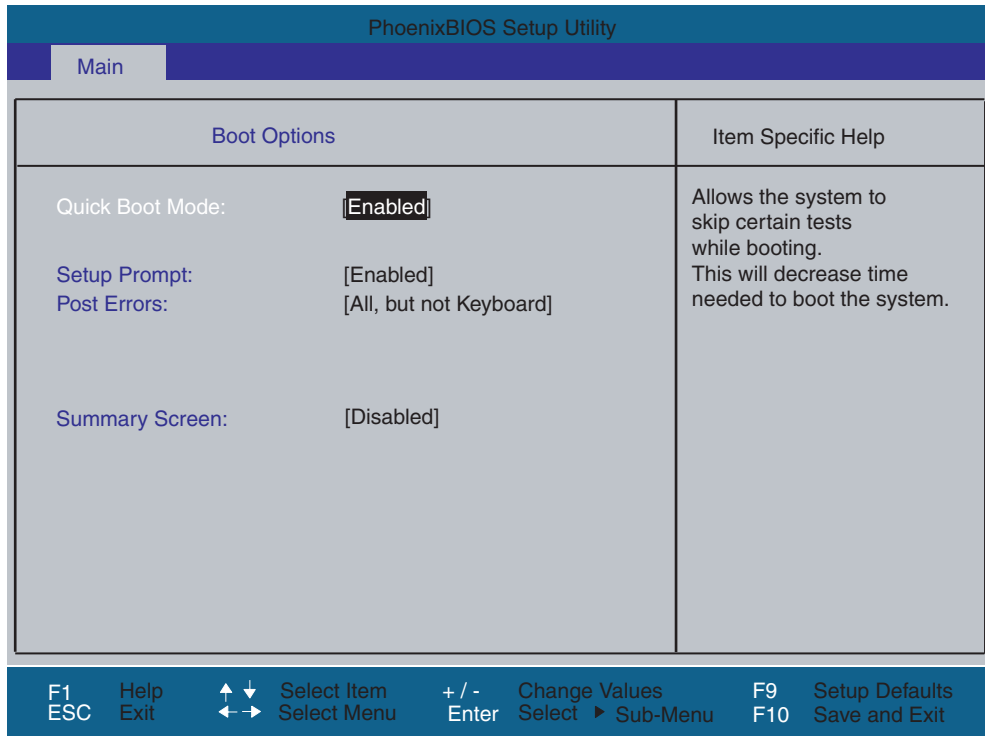 PhoenixBIOS Setup Utility
Main
Boot Options
Item Specific Help
Quick Boot Mode: [Enabled]
Setup Prompt: [Enabled]
Post Errors: [All, but not Keyboard]
Summary Screen: [Disabled]
Allows the system to
skip certain tests
while booting.
This will decrease time
needed to boot the system.
F1 Help Select Item + / - Change Values F9 Setup Defaults
ESC Exit Select Menu Enter Select Sub-Menu F10 Save and Exit